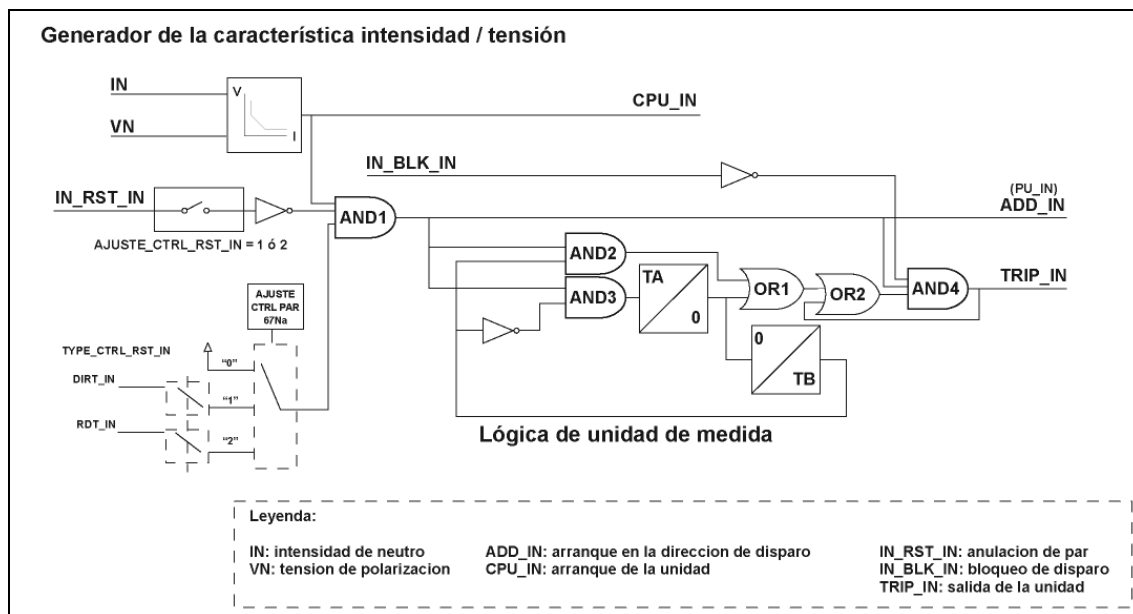 Generador de la característica intensidad / tensión
IN
V
CPU_IN
VN
I
IN_BLK_IN
IN_RST_IN
AND1
(PU_IN)
ADD_IN
AJUSTE_CTRL_RST_IN = 1 ó 2
AND2
TA
TRIP_IN
AND3
OR1
OR2
AND4
0
AJUSTE
CTRL PAR
67Na
0
TYPE_CTRL_RST_IN
"0"
TB
DIRT_IN
"1"
RDT_IN
"2"
Lógica de unidad de medida
Leyenda:
IN: intensidad de neutro ADD_IN: arranque en la direccion de disparo IN_RST_IN: anulacion de par
VN: tension de polarizacion CPU_IN: arranque de la unidad IN_BLK_IN: bloqueo de disparo
TRIP_IN: salida de la unidad